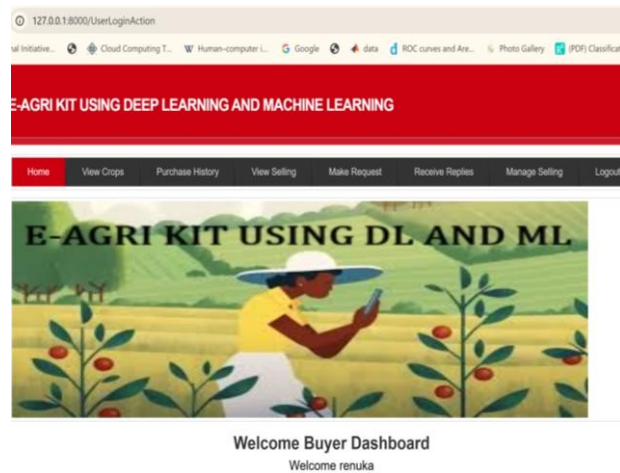 127.0.0.1:8000/UserLoginAction
al Initiative... Cloud Computing T... Human-computer i... Google data ROC curves and Are... Photo Gallery (PDF) Classificat
E-AGRI KIT USING DEEP LEARNING AND MACHINE LEARNING
Home View Crops Purchase History View Selling Make Request Receive Replies Manage Selling Logout
E-AGRI KIT USING DL AND ML
Welcome Buyer Dashboard
Welcome renuka